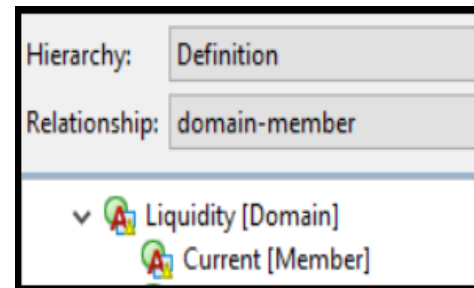 Hierarchy: Definition
Relationship: domain-member
Liquidity [Domain]
Current [Member]